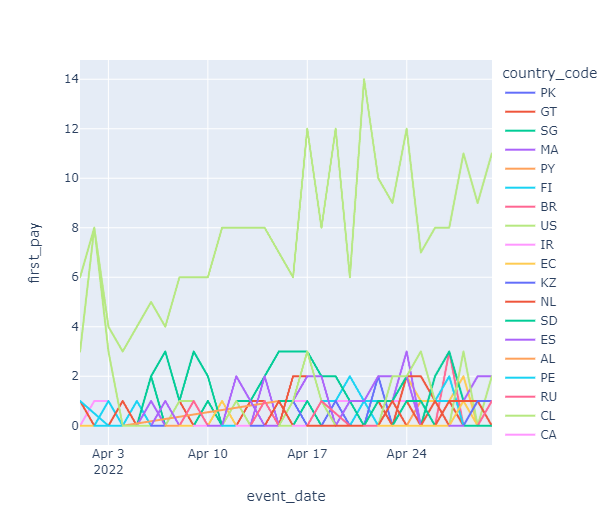 country_code
PK
GT
SG
MA
PY
FI
BR
US
IR
EC
KZ
NL
SD
ES
AL
PE
RU
CL
CA
14
12
10
8
6
4
2
0
first_pay
Apr 3 Apr 10 Apr 17 Apr 24
2022
event_date